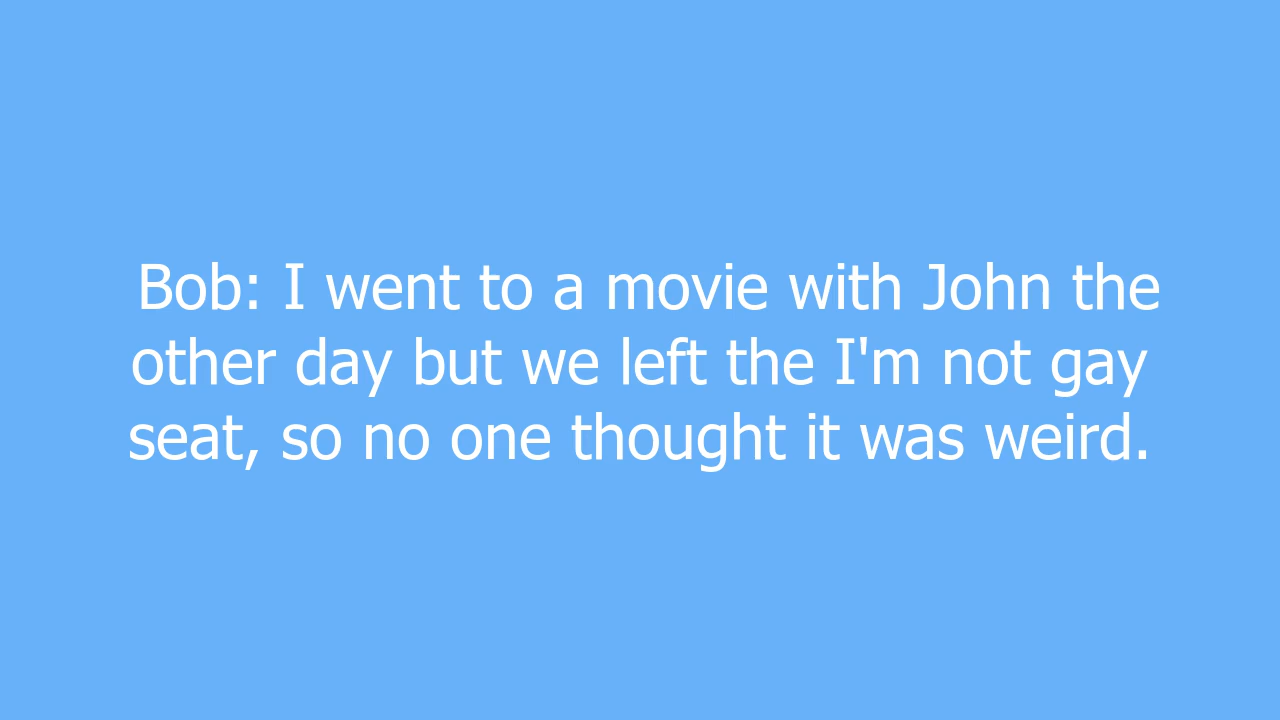 Bob: I went to a movie with John the
other day but we left the I'm not gay
seat, so no one thought it was weird.